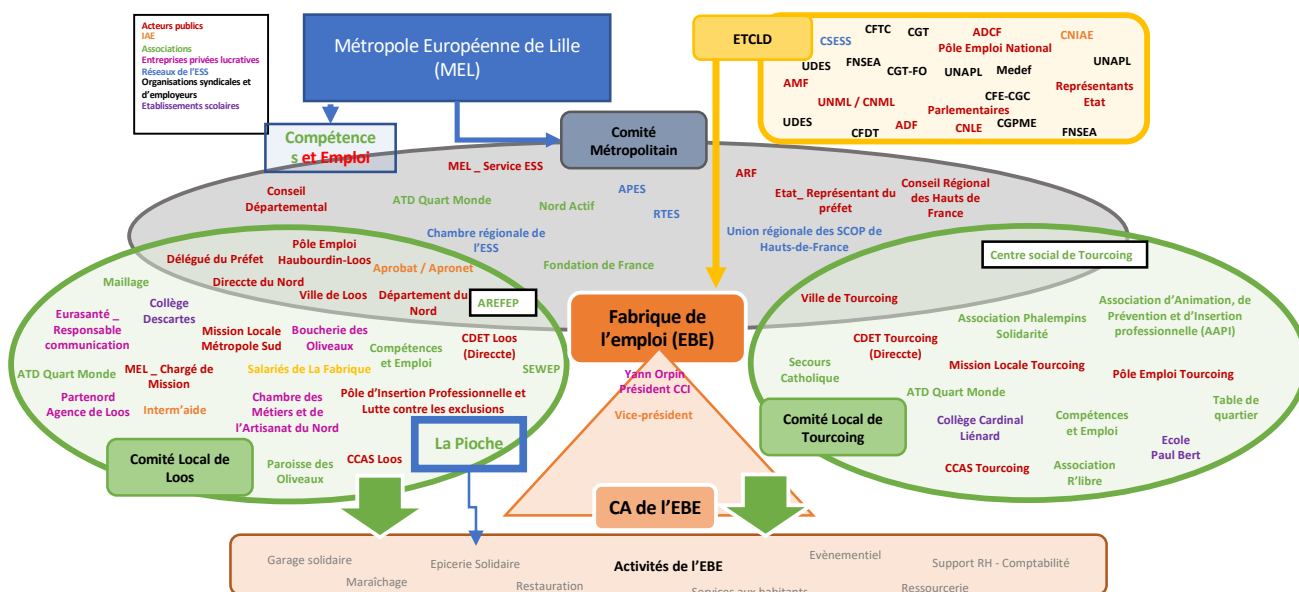 Acteurs publics
IAE
Associations
Entreprises privées lucratives
Réseaux de l'ESS
Organisations syndicales et
d'employeurs
Etablissements scolaires
Métropole Européenne de Lille
(MEL)
ETCLD
CSESS
CFTC
CGT
ADCF
Pôle Emploi National
CNIAE
UDES
FNSEA
CGT-FO
UNAPL
Medef
UNAPL
AMF
UNML / CNML
CFE-CGC
Parlementaires
Représentants
Etat
UDES
CFDT
ADF
CNLE
CGPME
FNSEA
Compétence
s et Emploi
Comité
Métropolitain
MEL _ Service ESS
Conseil
Départemental
ATD Quart Monde
Nord Actif
APES
RTES
ARF
Etat_ Représentant du
préfet
Conseil Régional
des Hauts de
France
Chambre régionale de
l'ESS
Fondation de France
Union régionale des SCOP de
Hauts-de-France
Délégué du Préfet
Pôle Emploi
Haubourdin-Loos
Aprobat / Apronet
Maillage
Direccte du Nord
Ville de Loos
Département du
Nord
AREFEP
Collège
Descartes
Eurasanté _
Responsable
communication
Mission Locale
Métropole Sud
Boucherie des
Oliveaux
Compétences
et Emploi
CDET Loos
(Direccte)
SEWEP
ATD Quart Monde
MEL _ Chargé de
Mission
Salariés de La Fabrique
Partenord
Agence de Loos
Interm'aide
Chambre des
Métiers et de
l'Artisanat du Nord
Pôle d'Insertion Professionnelle et
Lutte contre les exclusions
La Pioche
Comité Local de
Loos
Paroisse des
Oliveaux
CCAS Loos
Fabrique de
l'emploi (EBE)
Yann Orpin
Président CCI
Vice-président
CA de l'EBE
Centre social de Tourcoing
Ville de Tourcoing
Association Phalempins
Solidarité
Association d'Animation, de
Prévention et d'Insertion
professionnelle (AAPI)
CDET Tourcoing
(Direccte)
Secours
Catholique
Mission Locale Tourcoing
Pôle Emploi Tourcoing
ATD Quart Monde
Table de
quartier
Comité Local de
Tourcoing
Collège Cardinal
Liénard
Compétences
et Emploi
Ecole
Paul Bert
CCAS Tourcoing
Association
R'libre
Garage solidaire
Maraîchage
Epicerie Solidaire
Restauration
Activités de l'EBE
Services aux habitants
Evènementiel
Ressourcerie
Support RH - Comptabilité